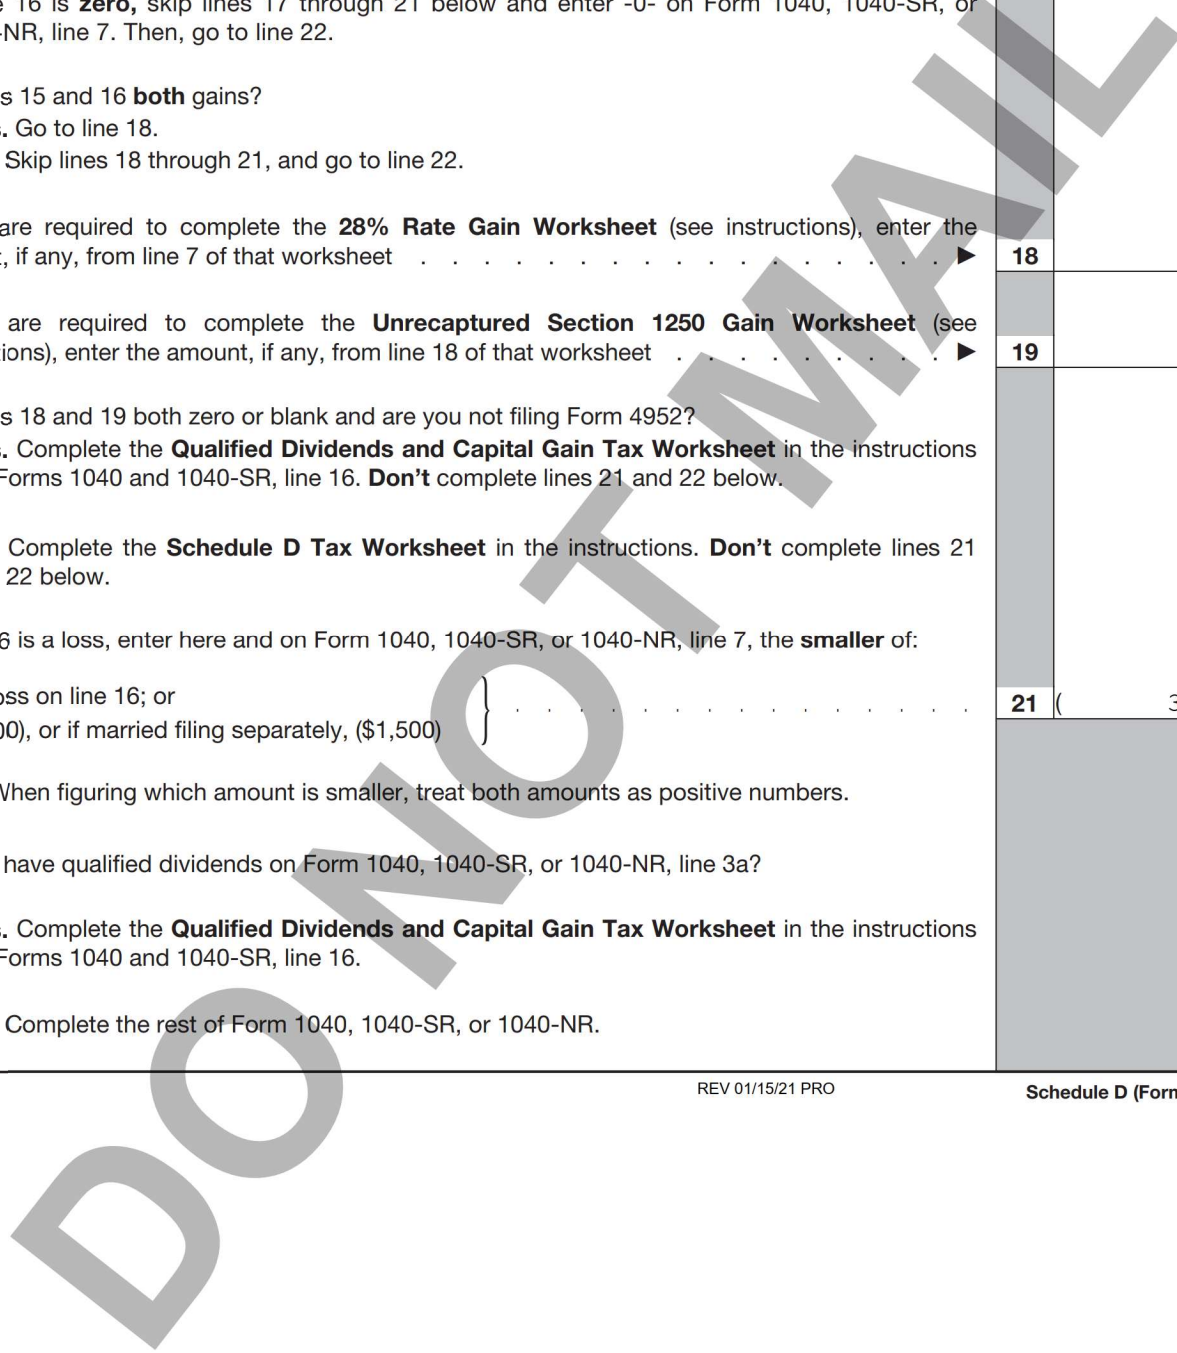 16 is zero, skip lines 17 through 21 below and enter -0- on Form 1040, 1040-SR, or
-NR, line 7. Then, go to line 22.
s 15 and 16 both gains?
. Go to line 18.
Skip lines 18 through 21, and go to line 22.
are required to complete the 28% Rate Gain Worksheet (see instructions), enter the
, if any, from line 7 of that worksheet . . . . . . . . . . . . . . . . . ▶ 18
are required to complete the Unrecaptured Section 1250 Gain Worksheet (see
ions), enter the amount, if any, from line 18 of that worksheet . . . . . . . . . ▶ 19
s 18 and 19 both zero or blank and are you not filing Form 4952?
. Complete the Qualified Dividends and Capital Gain Tax Worksheet in the instructions
Forms 1040 and 1040-SR, line 16. Don't complete lines 21 and 22 below.
Complete the Schedule D Tax Worksheet in the instructions. Don't complete lines 21
22 below.
6 is a loss, enter here and on Form 1040, 1040-SR, or 1040-NR, line 7, the smaller of:
oss on line 16; or
00), or if married filing separately, ($1,500) } . . . . . . . . . . . . . . . 21 ( 3
When figuring which amount is smaller, treat both amounts as positive numbers.
have qualified dividends on Form 1040, 1040-SR, or 1040-NR, line 3a?
. Complete the Qualified Dividends and Capital Gain Tax Worksheet in the instructions
Forms 1040 and 1040-SR, line 16.
Complete the rest of Form 1040, 1040-SR, or 1040-NR.
REV 01/15/21 PRO
Schedule D (Form
DO NOT MAIL